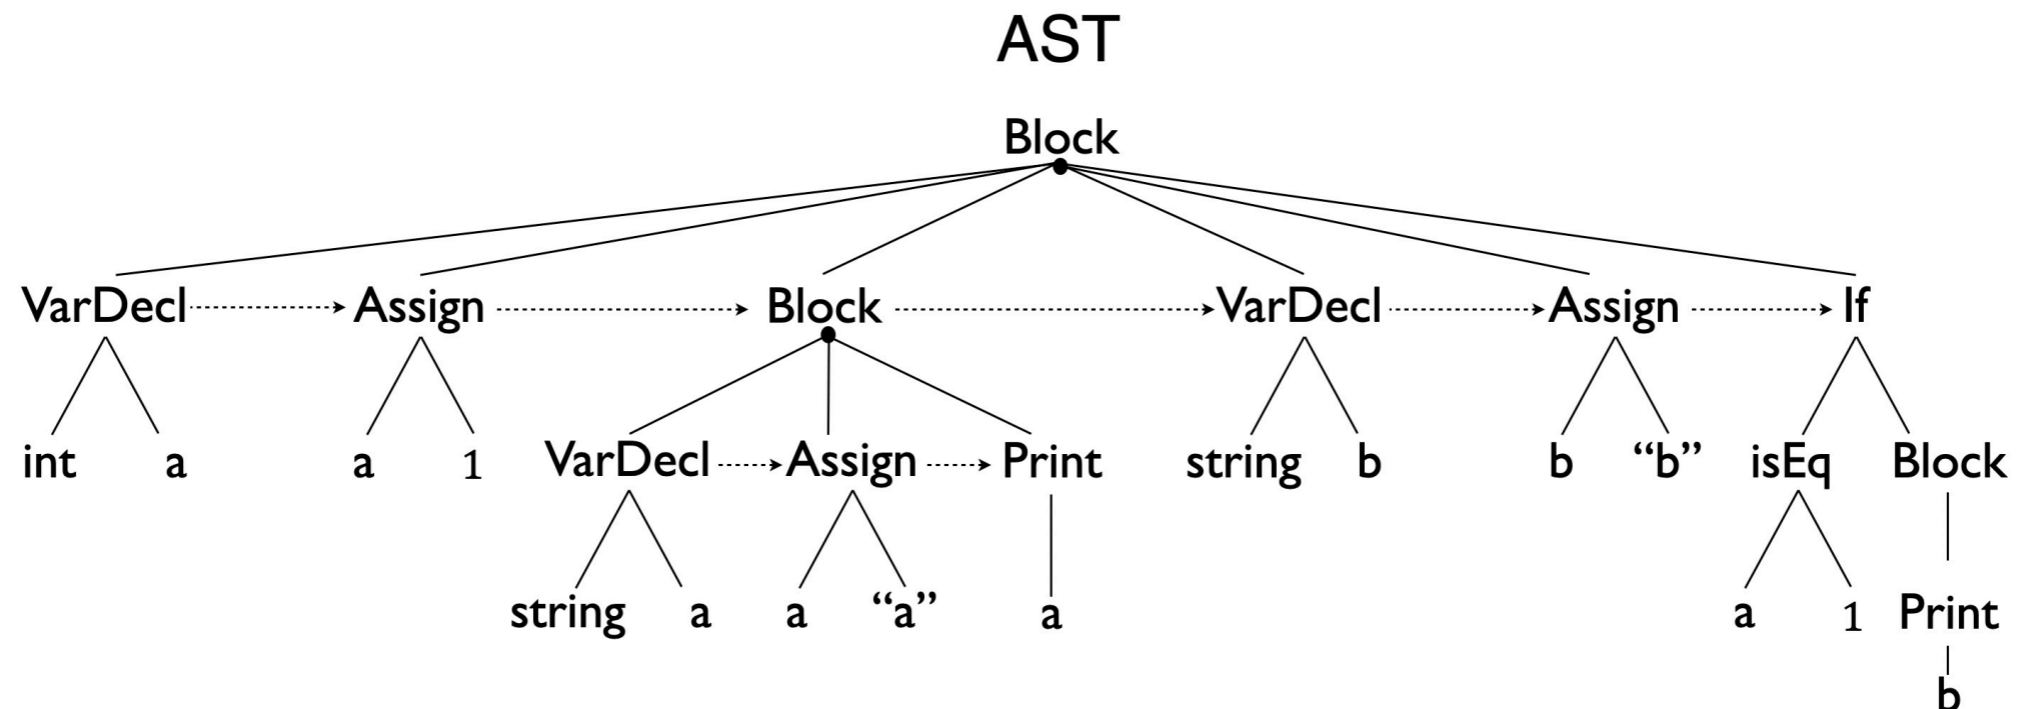 AST
Block
VarDecl Assign Block VarDecl Assign If
int a a 1 VarDecl Assign Print string b b “b” isEq Block
string a a “a” a a 1 Print
b